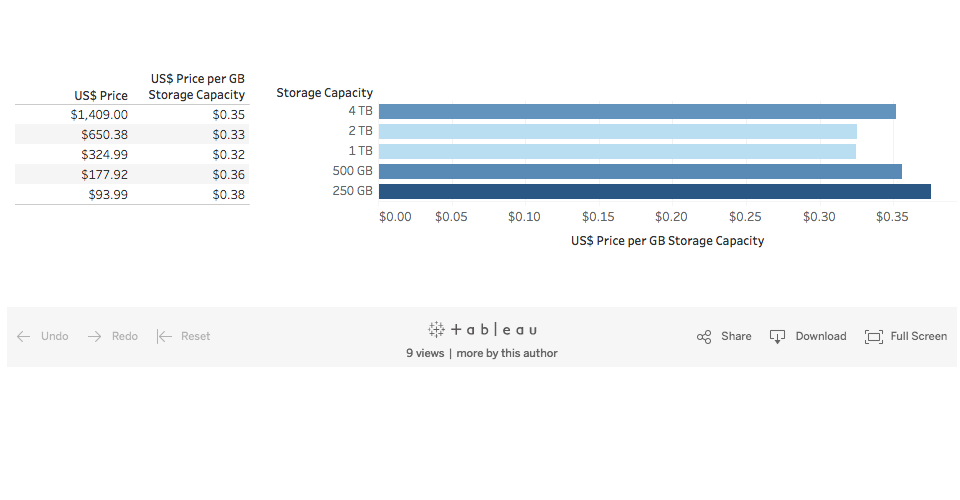 US$ Price per GB
US$ Price Storage Capacity
$1,409.00 $0.35
$650.38 $0.33
$324.99 $0.32
$177.92 $0.36
$93.99 $0.38
Storage Capacity
4 TB
2 TB
1 TB
500 GB
250 GB
$0.00 $0.05 $0.10 $0.15 $0.20 $0.25 $0.30 $0.35
US$ Price per GB Storage Capacity
Undo Redo Reset
+ a b | e a u
9 views | more by this author
Share Download Full Screen